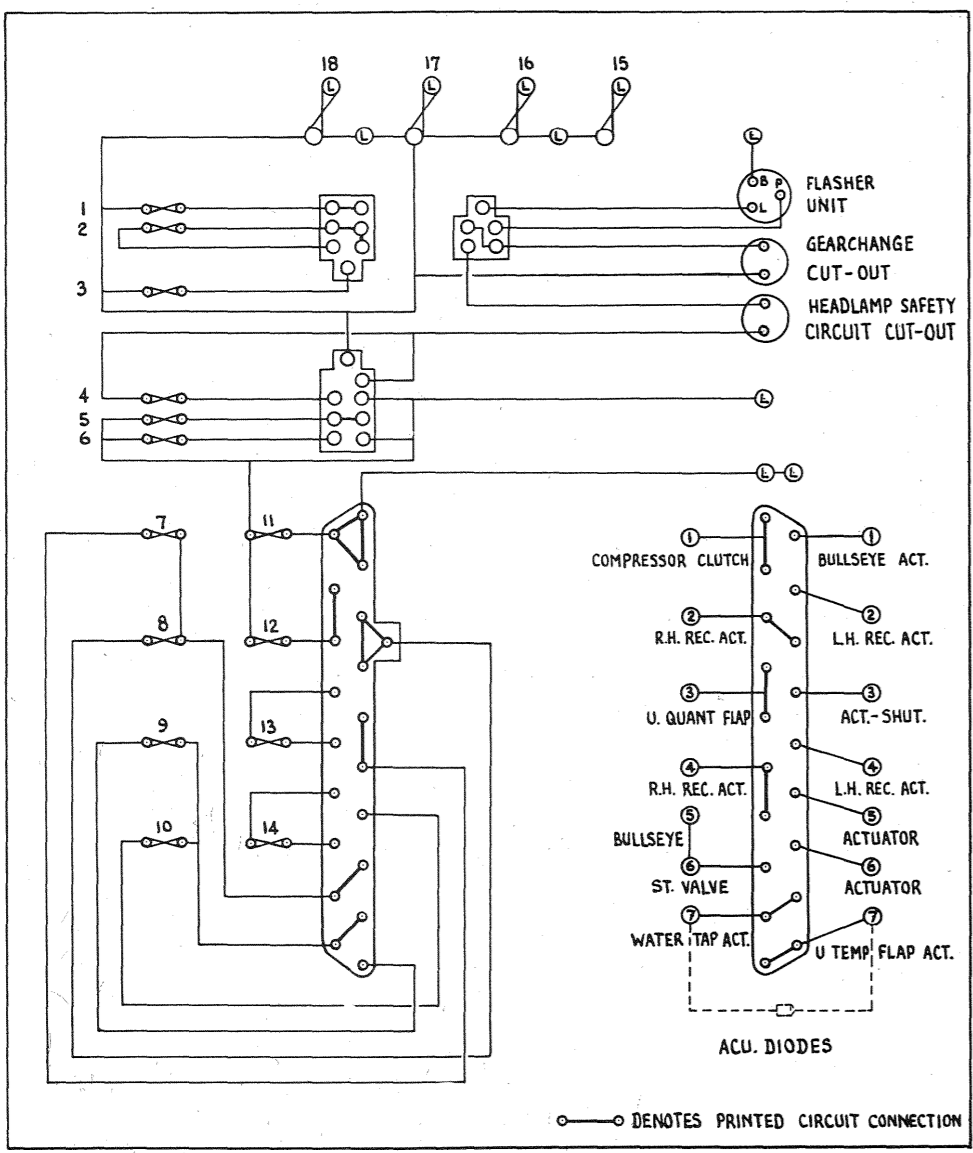 18 17 16 15
L L L L
L L
L
B P
L
FLASHER
UNIT
1
2
3
GEARCHANGE
CUT-OUT
HEADLAMP SAFETY
CIRCUIT CUT-OUT
4
5
6
L
L L
7
11
8
12
9
13
10
14
1
COMPRESSOR CLUTCH
1
BULLSEYE ACT.
2
R.H. REC. ACT.
2
L.H. REC. ACT.
3
U. QUANT FLAP
3
ACT.-SHUT.
4
R.H. REC. ACT.
4
L.H. REC. ACT.
5
BULLSEYE
5
ACTUATOR
6
ST. VALVE
6
ACTUATOR
7
WATER TAP ACT.
7
U TEMP FLAP ACT.
ACU. DIODES
DENOTES PRINTED CIRCUIT CONNECTION